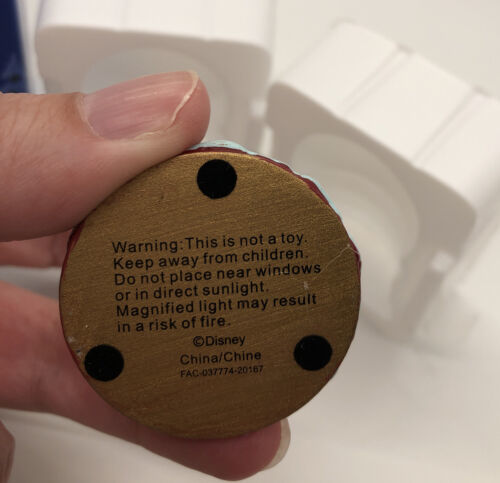 Warning:This is not a toy.
Keep away from children.
Do not place near windows
or in direct sunlight.
Magnified light may result
in a risk of fire.
©Disney
China/Chine
FAC-037774-20167